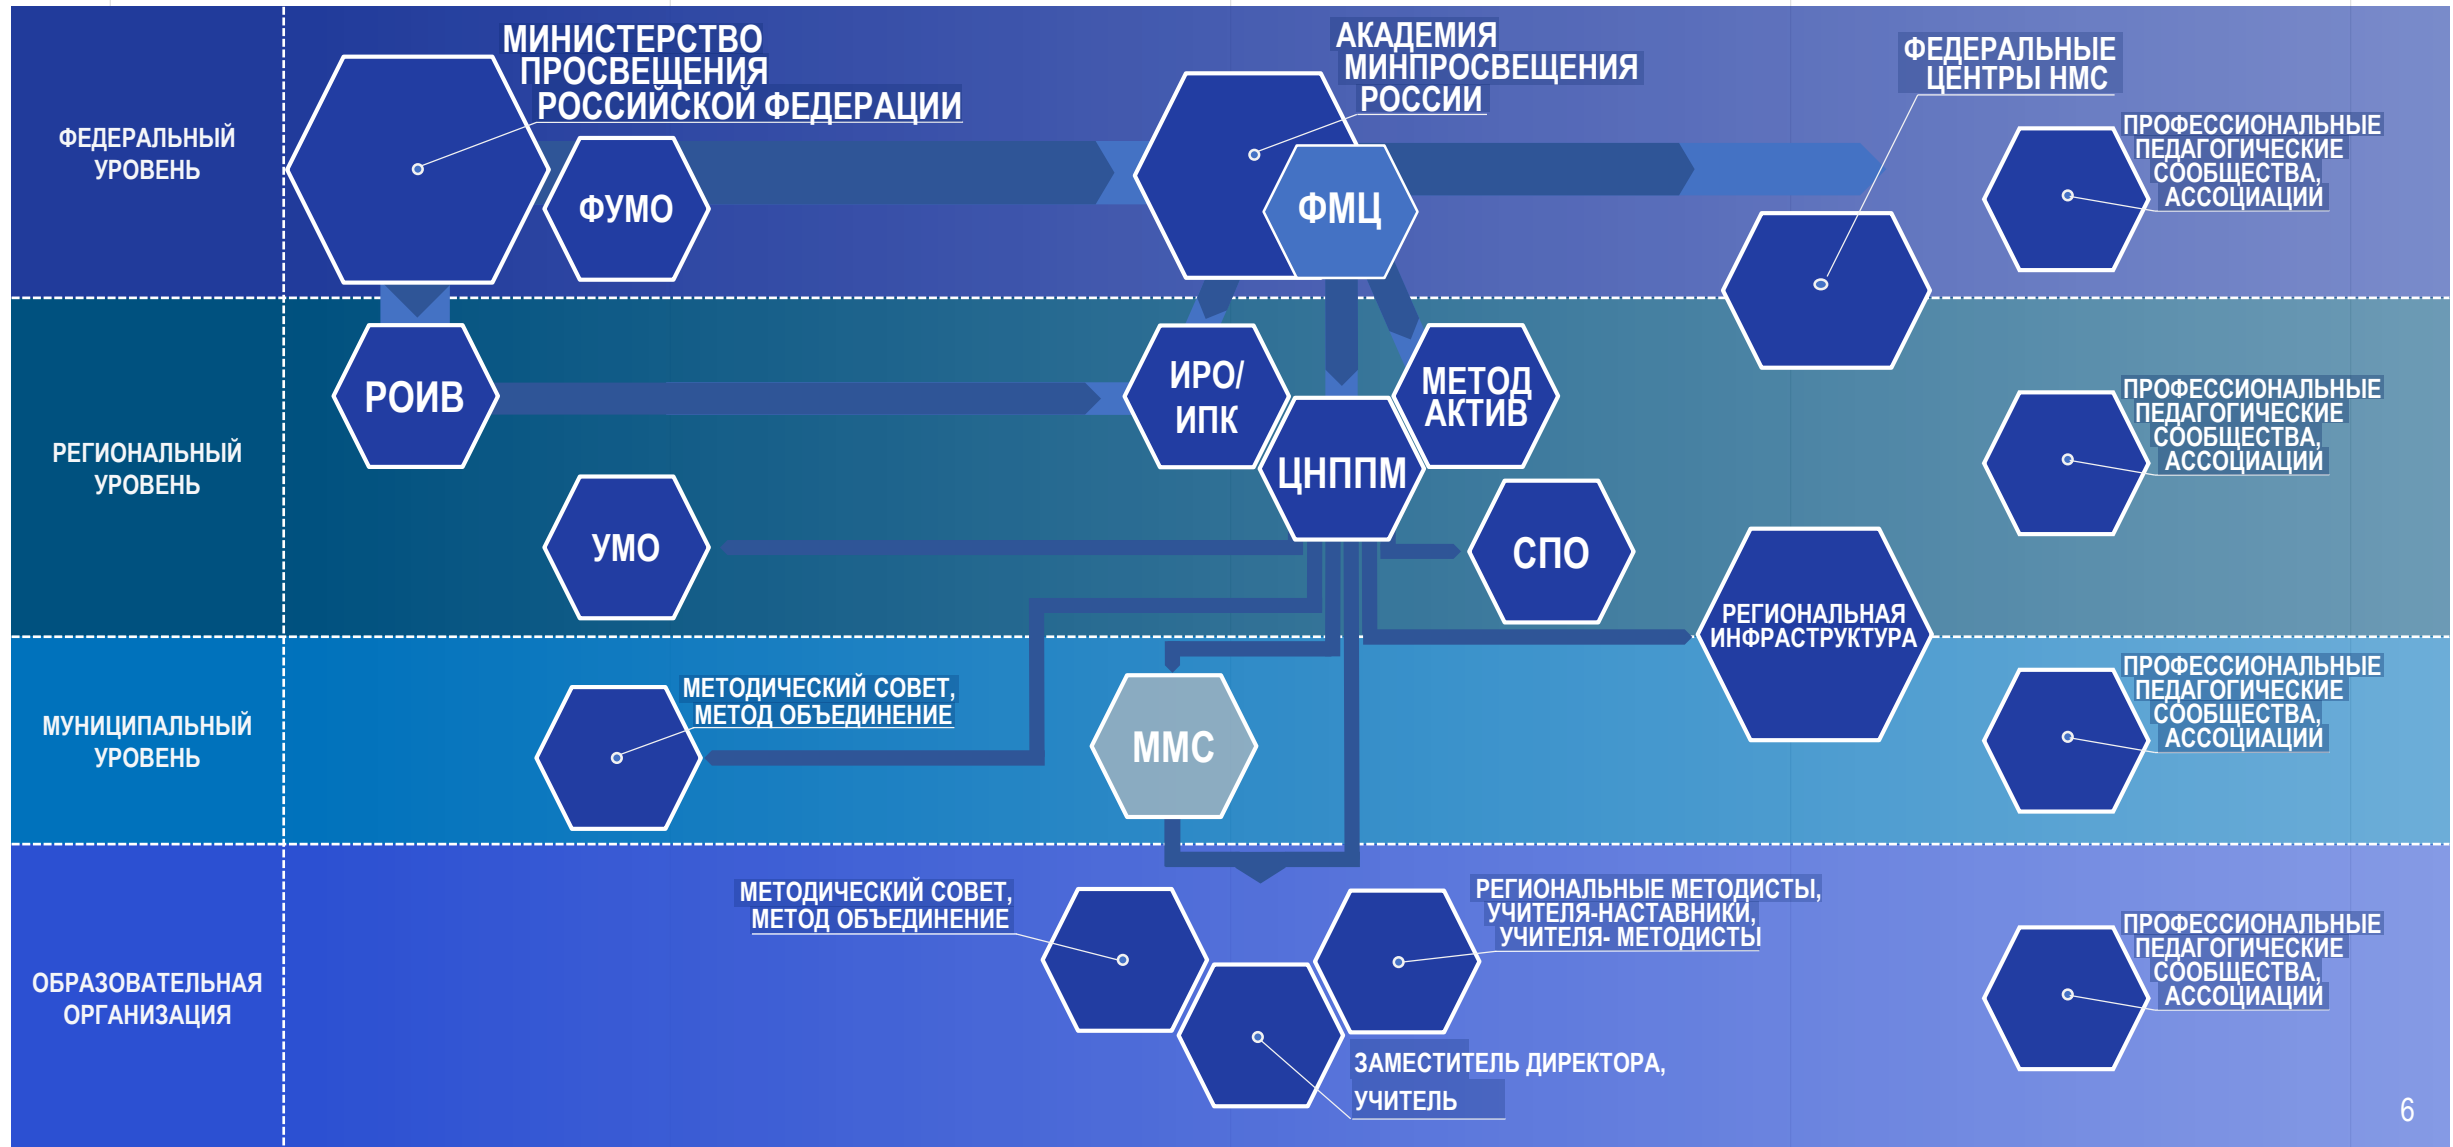 МИНИСТЕРСТВО
ПРОСВЕЩЕНИЯ
РОССИЙСКОЙ ФЕДЕРАЦИИ
АКАДЕМИЯ
МИНПРОСВЕЩЕНИЯ
РОССИИ
ФЕДЕРАЛЬНЫЕ
ЦЕНТРЫ НМС
ПРОФЕССИОНАЛЬНЫЕ
ПЕДАГОГИЧЕСКИЕ
СООБЩЕСТВА,
АССОЦИАЦИИ
ФЕДЕРАЛЬНЫЙ
УРОВЕНЬ
ФУМО
ФМЦ
РЕГИОНАЛЬНЫЙ
УРОВЕНЬ
РОИВ
ИРО/
ИПК
МЕТОД
АКТИВ
ЦНППМ
ПРОФЕССИОНАЛЬНЫЕ
ПЕДАГОГИЧЕСКИЕ
СООБЩЕСТВА,
АССОЦИАЦИИ
УМО
СПО
РЕГИОНАЛЬНАЯ
ИНФРАСТРУКТУРА
МУНИЦИПАЛЬНЫЙ
УРОВЕНЬ
МЕТОДИЧЕСКИЙ СОВЕТ,
МЕТОД ОБЪЕДИНЕНИЕ
ММС
ПРОФЕССИОНАЛЬНЫЕ
ПЕДАГОГИЧЕСКИЕ
СООБЩЕСТВА,
АССОЦИАЦИИ
ОБРАЗОВАТЕЛЬНАЯ
ОРГАНИЗАЦИЯ
МЕТОДИЧЕСКИЙ СОВЕТ,
МЕТОД ОБЪЕДИНЕНИЕ
РЕГИОНАЛЬНЫЕ МЕТОДИСТЫ,
УЧИТЕЛЯ-НАСТАВНИКИ,
УЧИТЕЛЯ- МЕТОДИСТЫ
ЗАМЕСТИТЕЛЬ ДИРЕКТОРА,
УЧИТЕЛЬ
ПРОФЕССИОНАЛЬНЫЕ
ПЕДАГОГИЧЕСКИЕ
СООБЩЕСТВА,
АССОЦИАЦИИ
6